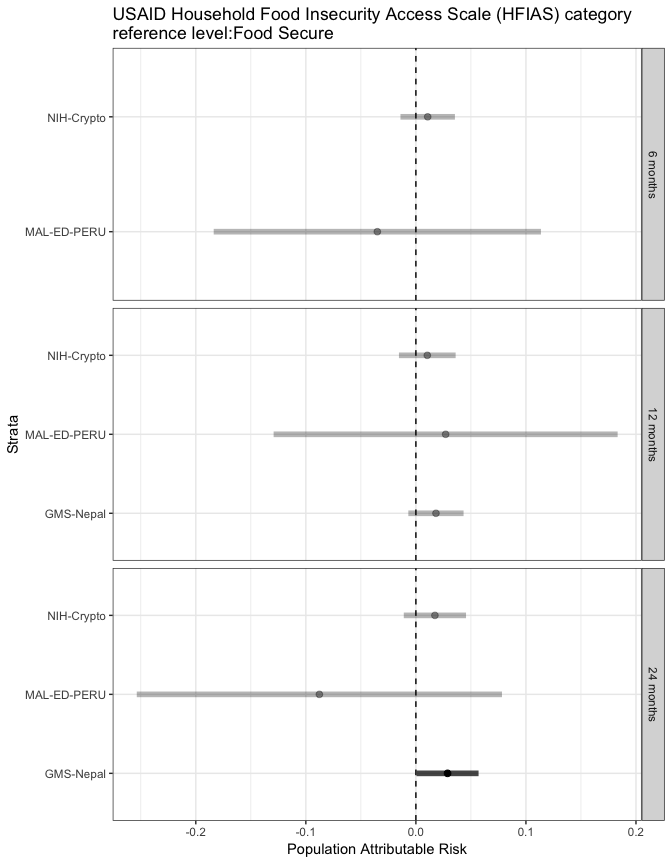 USAID Household Food Insecurity Access Scale (HFIAS) category
reference level:Food Secure
NIH-Crypto
MAL-ED-PERU
6 months
NIH-Crypto
MAL-ED-PERU
GMS-Nepal
12 months
NIH-Crypto
MAL-ED-PERU
GMS-Nepal
24 months
Strata
-0.2 -0.1 0.0 0.1 0.2
Population Attributable Risk